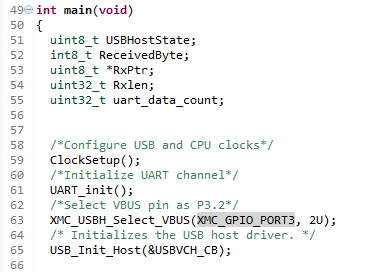 49 int main(void)
50 {
51 uint8_t USBHostState;
52 int8_t ReceivedByte;
53 uint8_t *RxPtr;
54 uint32_t Rxlen;
55 uint32_t uart_data_count;
56
57
58 /*Configure USB and CPU clocks*/
59 ClockSetup();
60 /*Initialize UART channel*/
61 UART_init();
62 /*Select VBUS pin as P3.2*/
63 XMC_USBH_Select_VBUS(XMC_GPIO_PORT3, 2U);
64 /* Initializes the USB host driver. */
65 USB_Init_Host(&USBVCH_CB);
66